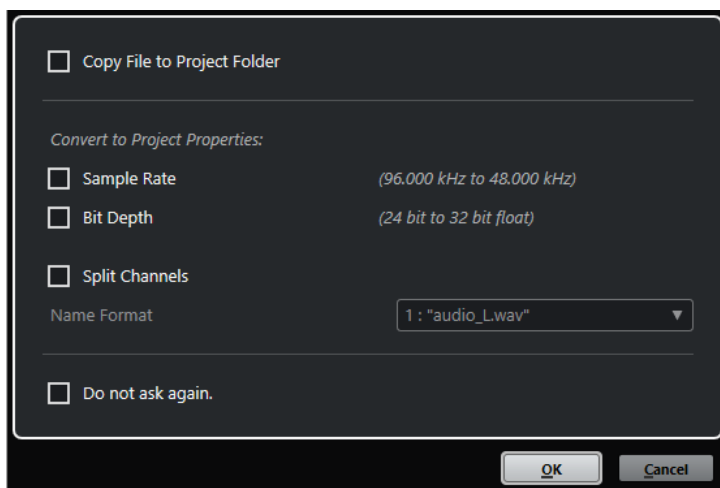 Copy File to Project Folder
Convert to Project Properties:
Sample Rate (96.000 kHz to 48.000 kHz)
Bit Depth (24 bit to 32 bit float)
Split Channels
Name Format 1 : "audio_L.wav"
Do not ask again.
OK Cancel